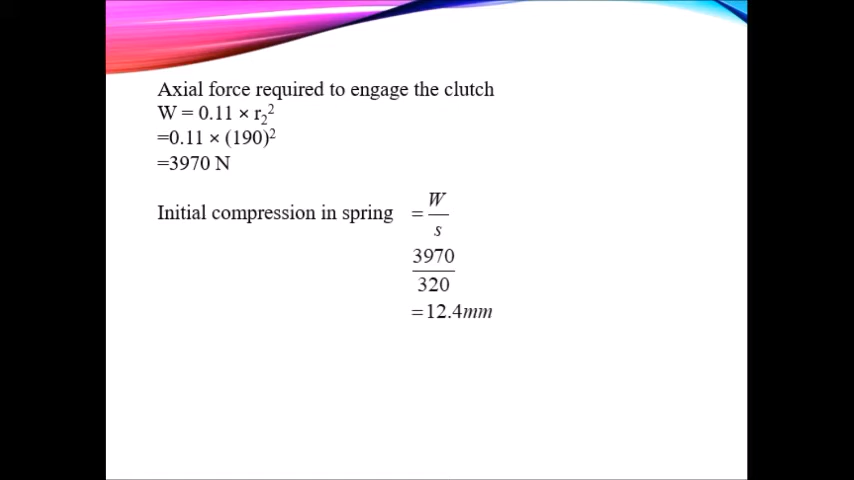 Axial force required to engage the clutch
W = 0.11 × r₂²
=0.11 × (190)²
=3970 N
Initial compression in spring = W/s
3970/320
=12.4mm